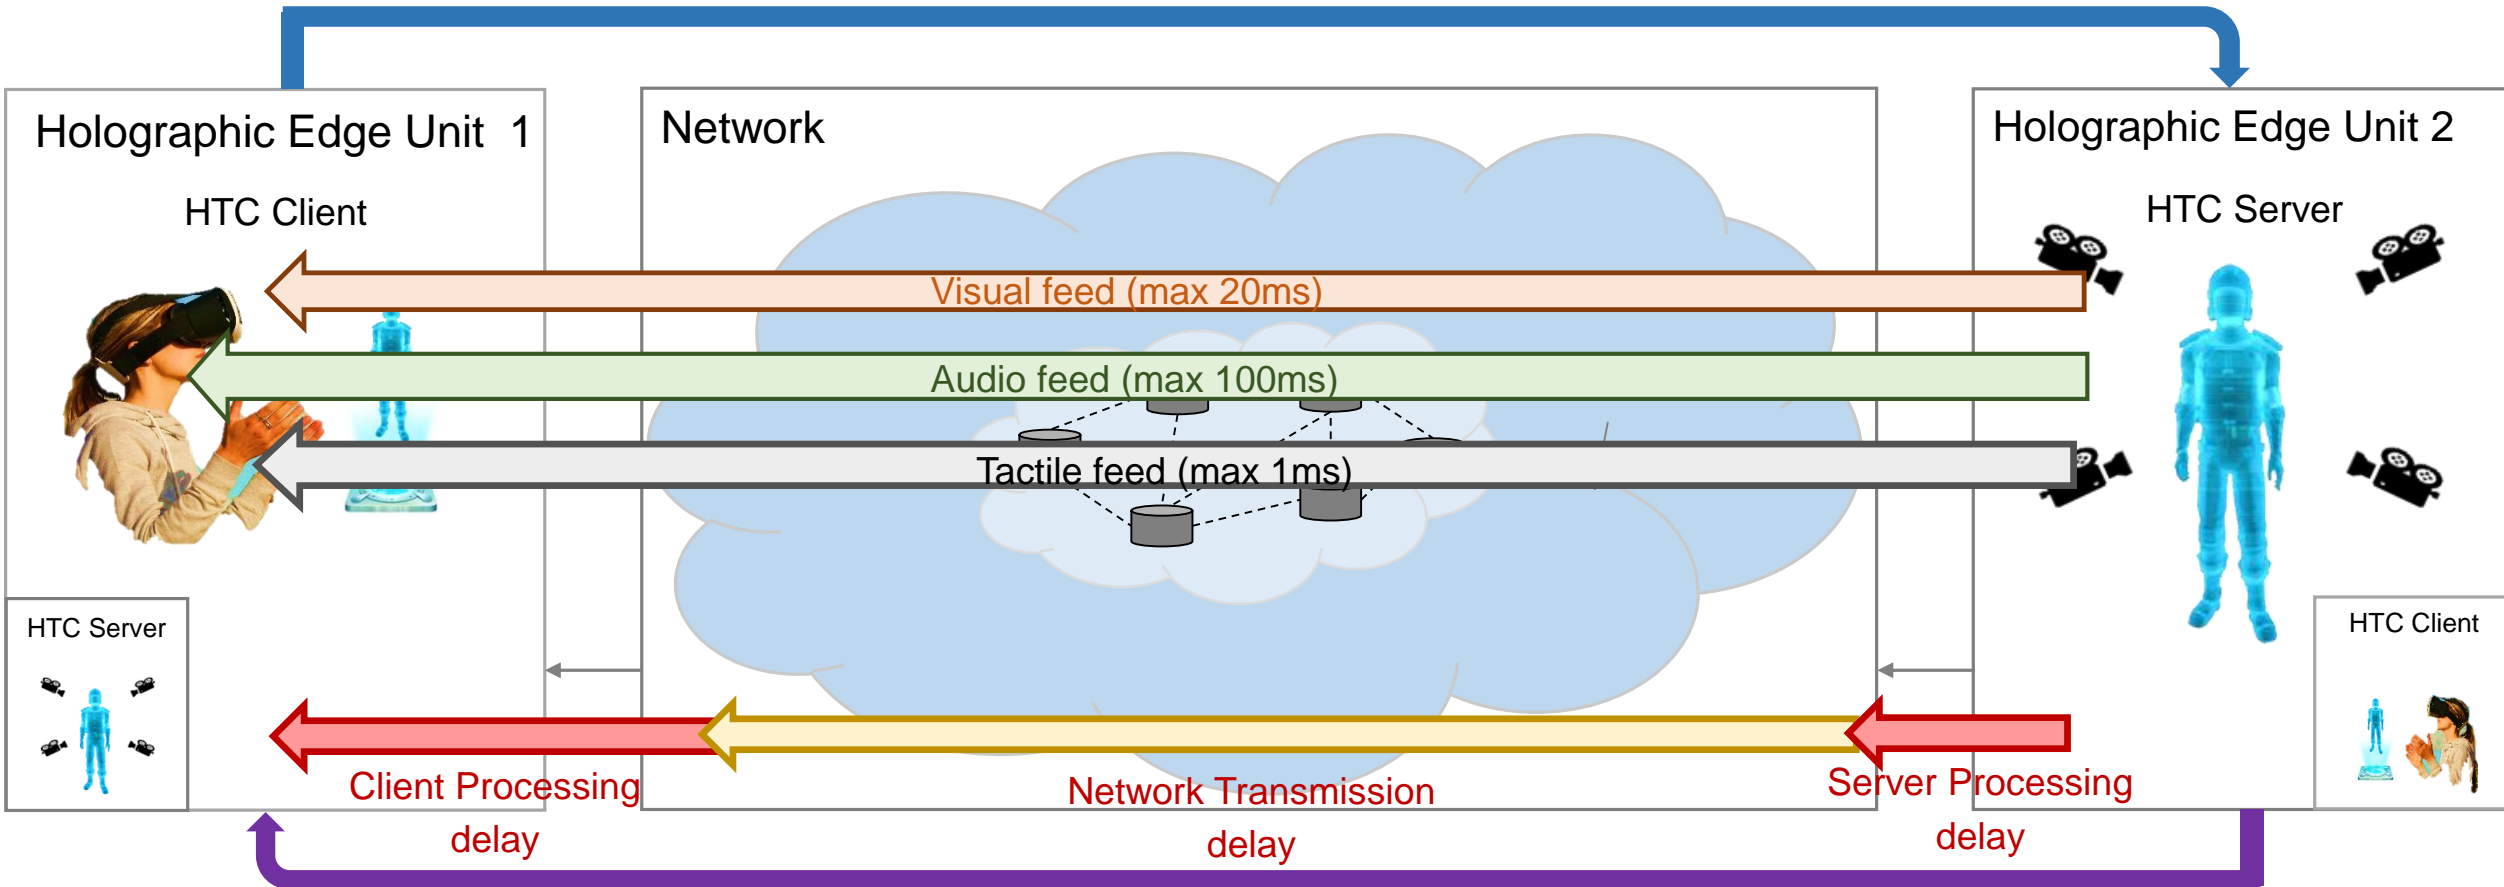 Holographic Edge Unit  1
Network
Holographic Edge Unit 2
HTC Client
HTC Server
Visual feed (max 20ms)
Audio feed (max 100ms)
Tactile feed (max 1ms)
HTC Server
HTC Client
Client Processing
delay
Network Transmission
delay
Server Processing
delay